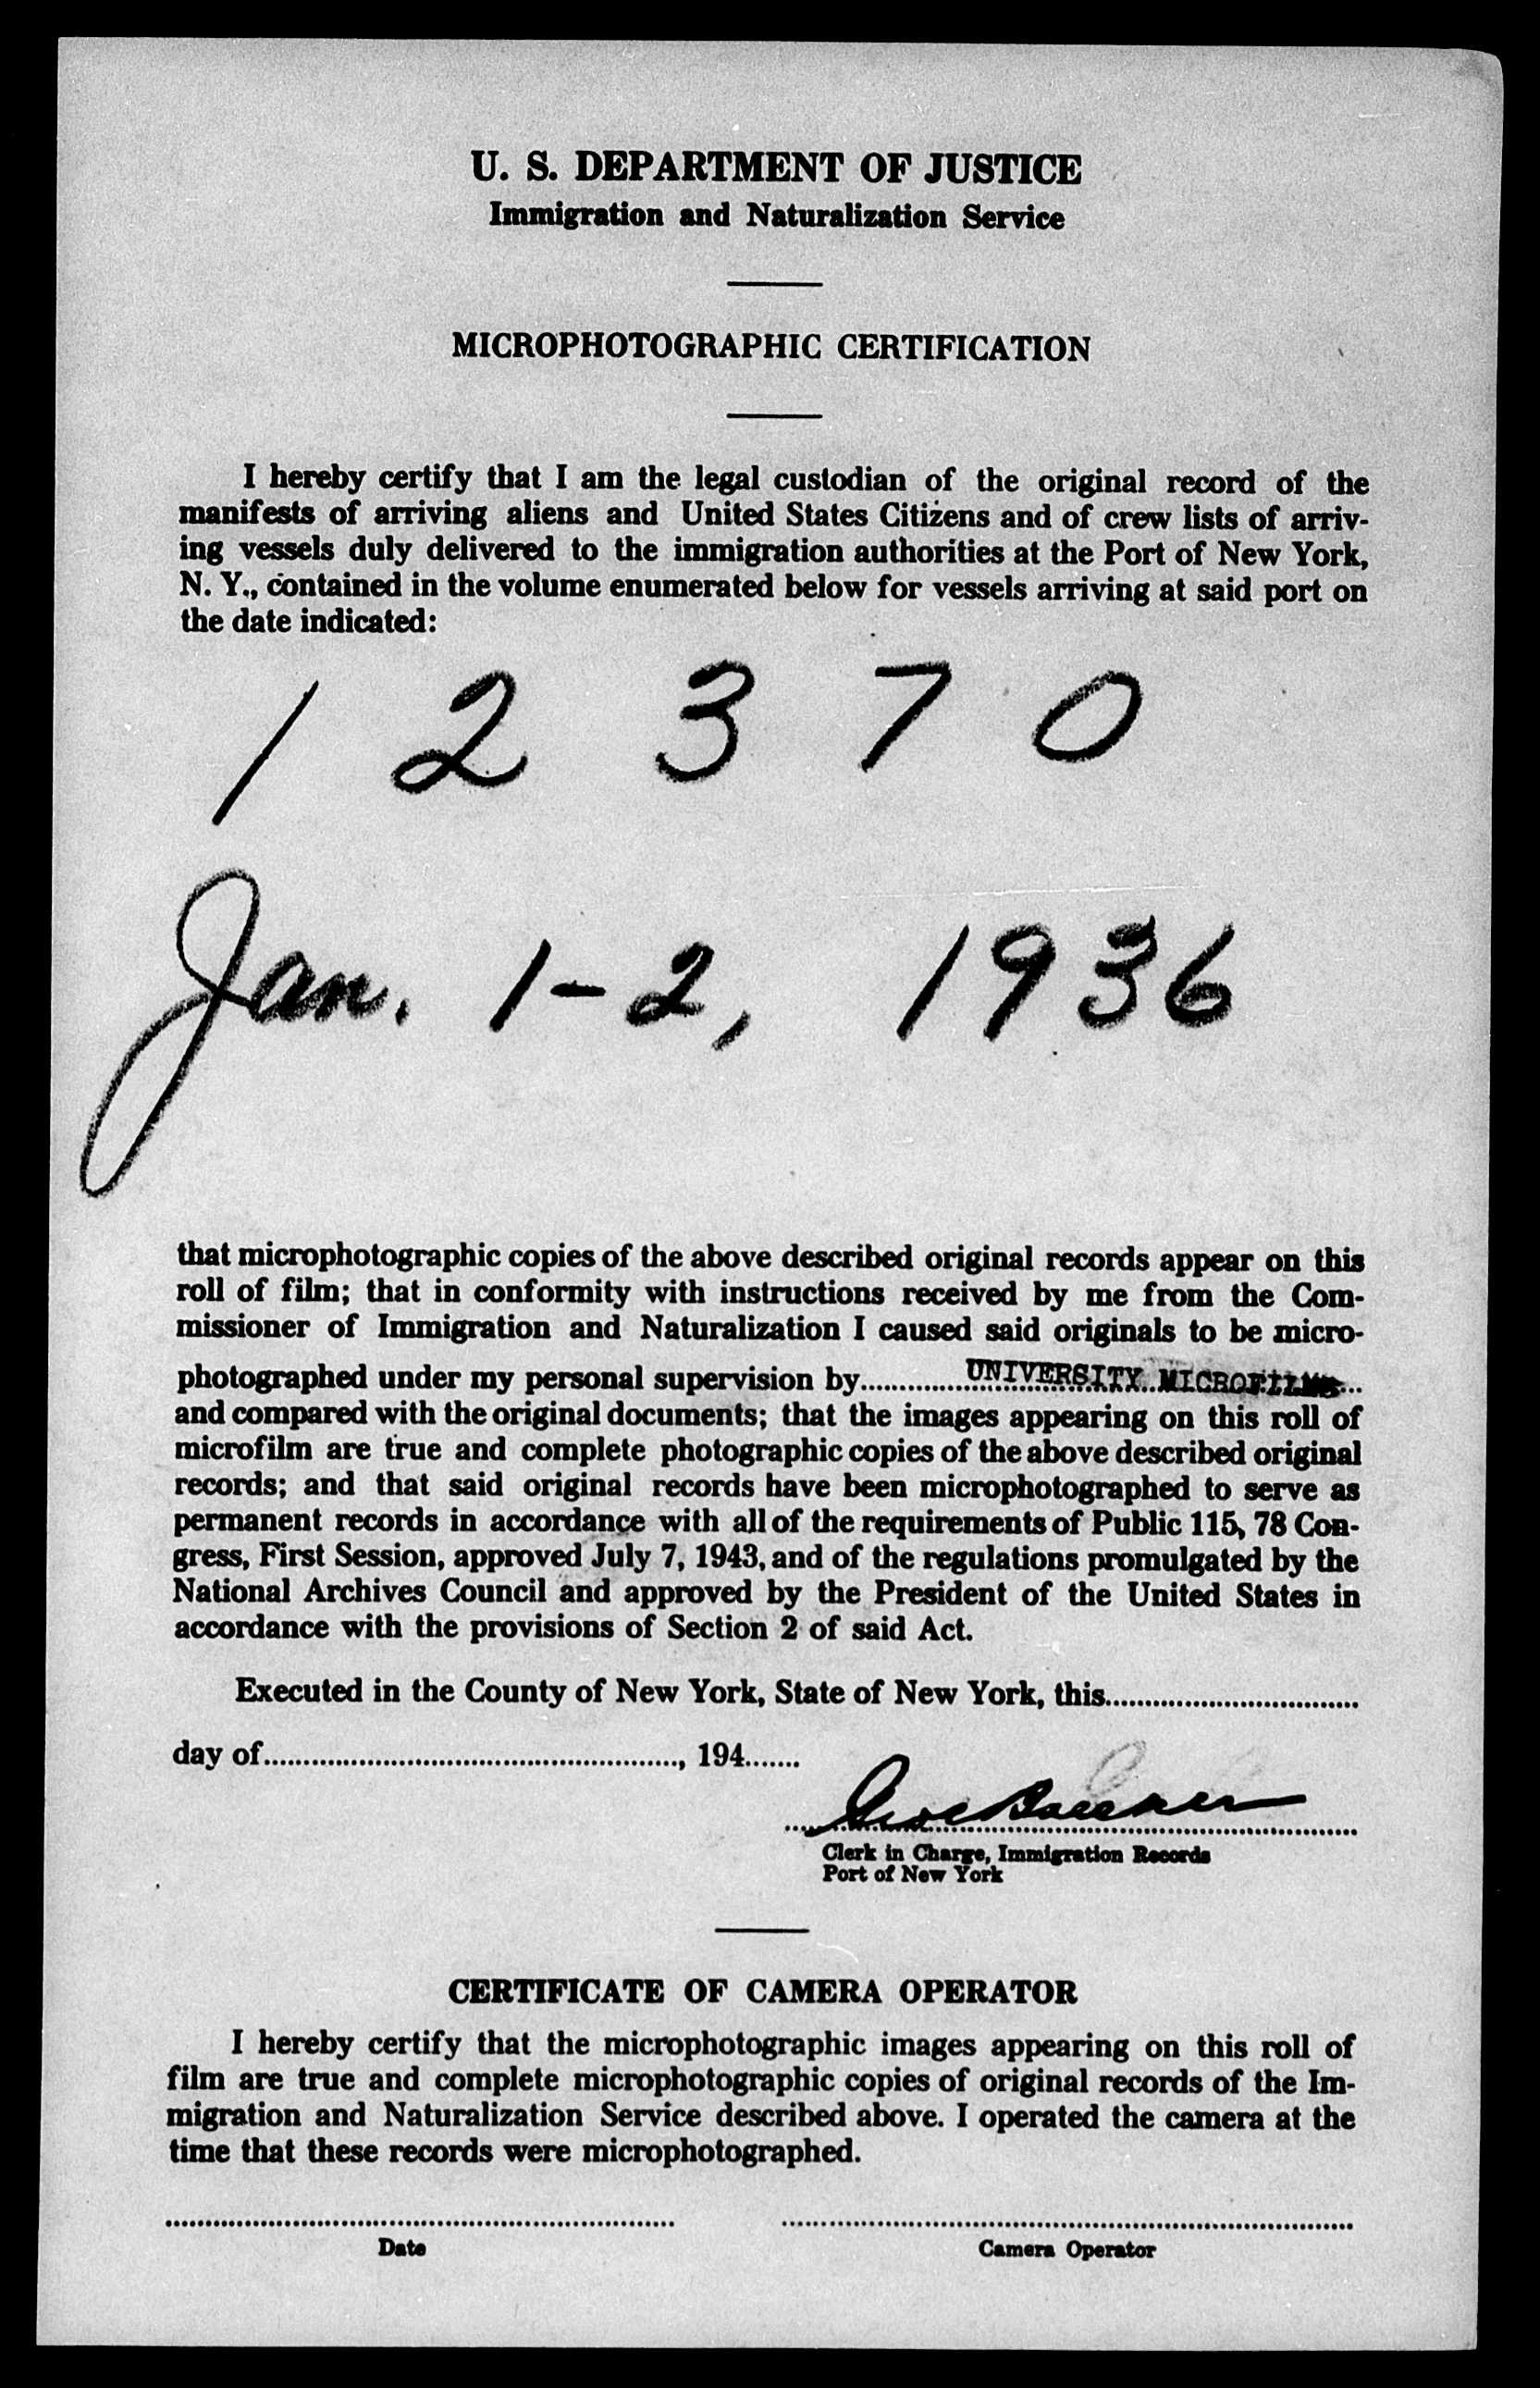 U. S. DEPARTMENT OF JUSTICE
Immigration and Naturalization Service
MICROPHOTOGRAPHIC CERTIFICATION
I hereby certify that I am the legal custodian of the original record of the
manifests of arriving aliens and United States Citizens and of crew lists of arriv-
ing vessels duly delivered to the immigration authorities at the Port of New York,
N. Y., contained in the volume enumerated below for vessels arriving at said port on
the date indicated:
1 2 3 7 0
Jan. 1-2, 1936
that microphotographic copies of the above described original records appear on this
roll of film; that in conformity with instructions received by me from the Com-
missioner of Immigration and Naturalization I caused said originals to be micro-
photographed under my personal supervision by UNIVERSITY MICROFILMS
and compared with the original documents; that the images appearing on this roll of
microfilm are true and complete photographic copies of the above described original
records; and that said original records have been microphotographed to serve as
permanent records in accordance with all of the requirements of Public 115, 78 Con-
gress, First Session, approved July 7, 1943, and of the regulations promulgated by the
National Archives Council and approved by the President of the United States in
accordance with the provisions of Section 2 of said Act.
Executed in the County of New York, State of New York, this
day of , 194
Clerk in Charge, Immigration Records
Port of New York
CERTIFICATE OF CAMERA OPERATOR
I hereby certify that the microphotographic images appearing on this roll of
film are true and complete microphotographic copies of original records of the Im-
migration and Naturalization Service described above. I operated the camera at the
time that these records were microphotographed.
Date Camera Operator